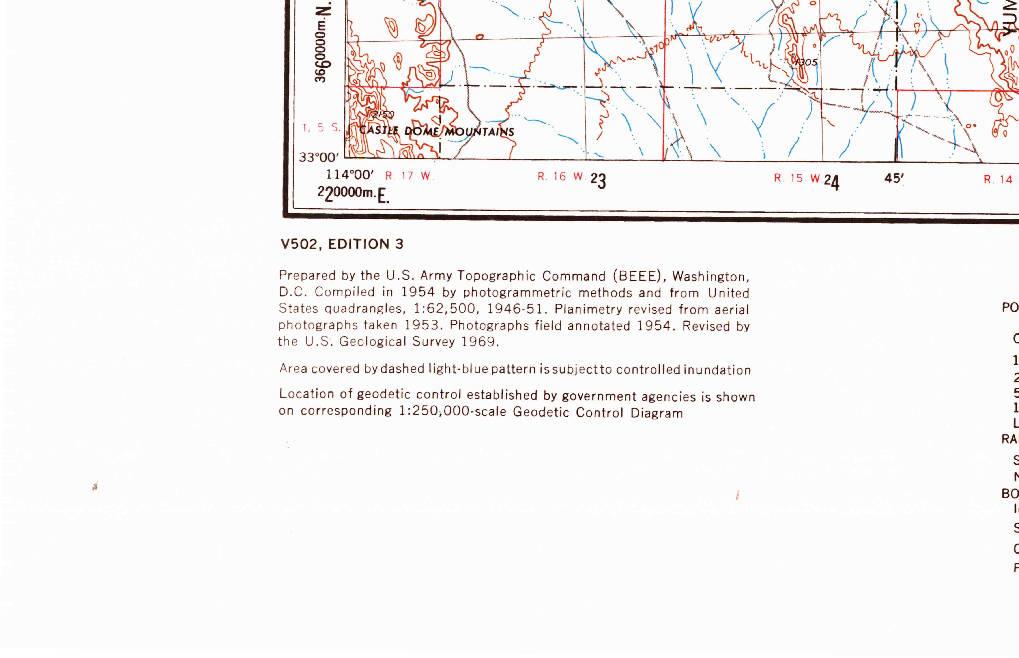 3660000m.N.
YUM
1700
1305
2153
T. 5 S.
CASTLE DOME MOUNTAINS
33°00′
114°00′ R. 17 W. R. 16 W. 23 R. 15 W. 24 45′ R. 14
220000m.E.
V502, EDITION 3
Prepared by the U.S. Army Topographic Command (BEEE), Washington,
D.C. Compiled in 1954 by photogrammetric methods and from United
States quadrangles, 1:62,500, 1946-51. Planimetry revised from aerial
photographs taken 1953. Photographs field annotated 1954. Revised by
the U.S. Geological Survey 1969.
Area covered by dashed light-blue pattern is subject to controlled inundation
Location of geodetic control established by government agencies is shown
on corresponding 1:250,000-scale Geodetic Control Diagram
PO
C
1
2
5
1
L
RA
S
N
BO
I
S
C
F